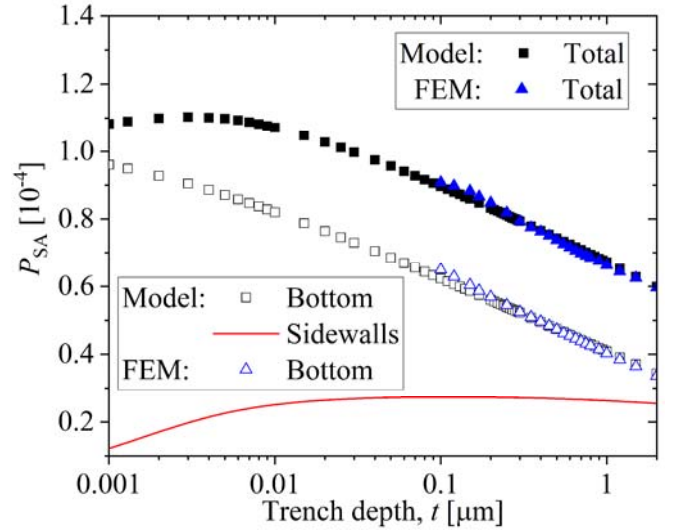 1.4
1.2
1.0
0.8
0.6
0.4
0.2
P_SA [10^-4]
Model: ■ Total
FEM: ▲ Total
Model: □ Bottom
Sidewalls
FEM: △ Bottom
0.001 0.01 0.1 1
Trench depth, t [µm]